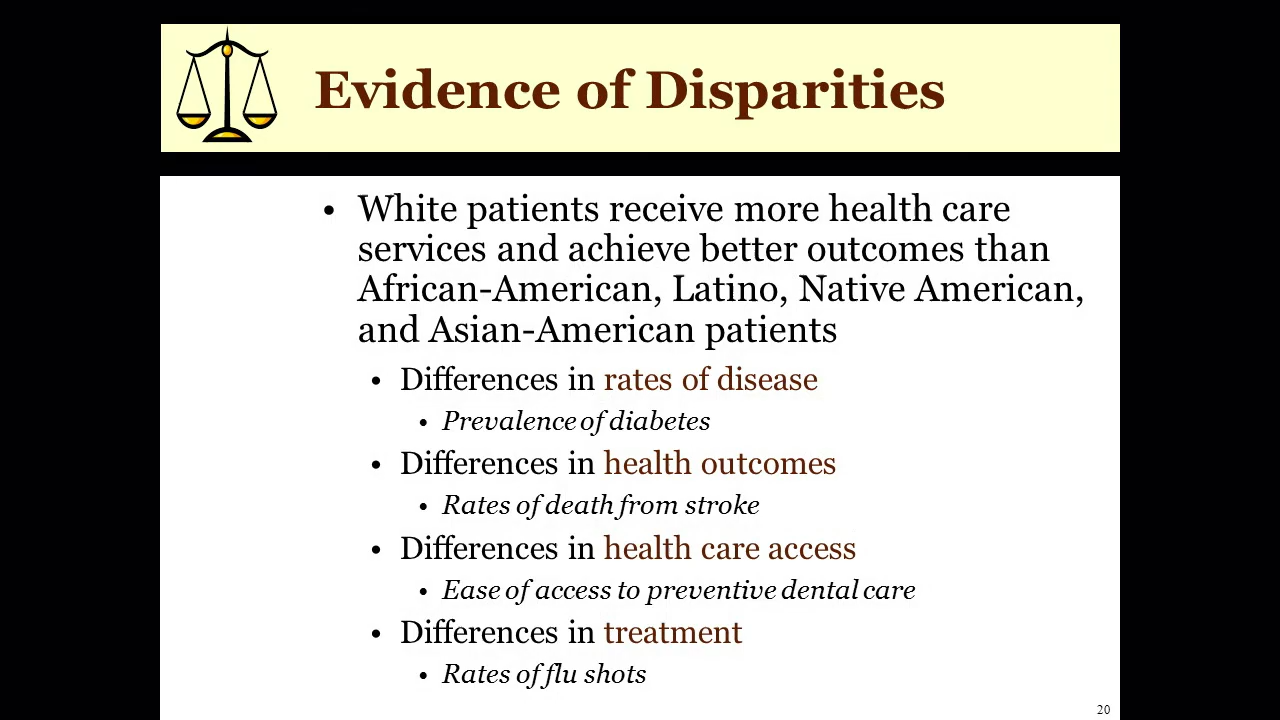 Evidence of Disparities
• White patients receive more health care
services and achieve better outcomes than
African-American, Latino, Native American,
and Asian-American patients
• Differences in rates of disease
• Prevalence of diabetes
• Differences in health outcomes
• Rates of death from stroke
• Differences in health care access
• Ease of access to preventive dental care
• Differences in treatment
• Rates of flu shots
20